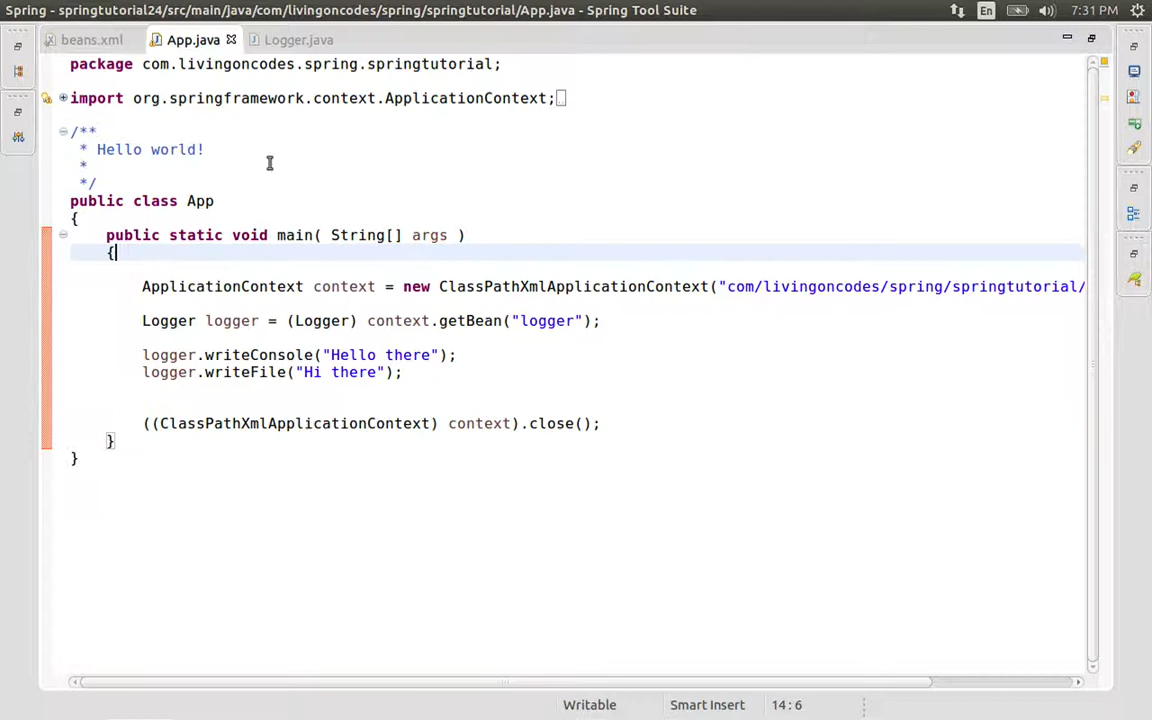 Spring - springtutorial24/src/main/java/com/livingoncodes/spring/springtutorial/App.java - Spring Tool Suite
En
7:31 PM
beans.xml
App.java
Logger.java
package com.livingoncodes.spring.springtutorial;
import org.springframework.context.ApplicationContext;
/**
* Hello world!
*
*/
public class App
{
public static void main( String[] args )
{
ApplicationContext context = new ClassPathXmlApplicationContext("com/livingoncodes/spring/springtutorial/
Logger logger = (Logger) context.getBean("logger");
logger.writeConsole("Hello there");
logger.writeFile("Hi there");
((ClassPathXmlApplicationContext) context).close();
}
}
Writable
Smart Insert
14 : 6